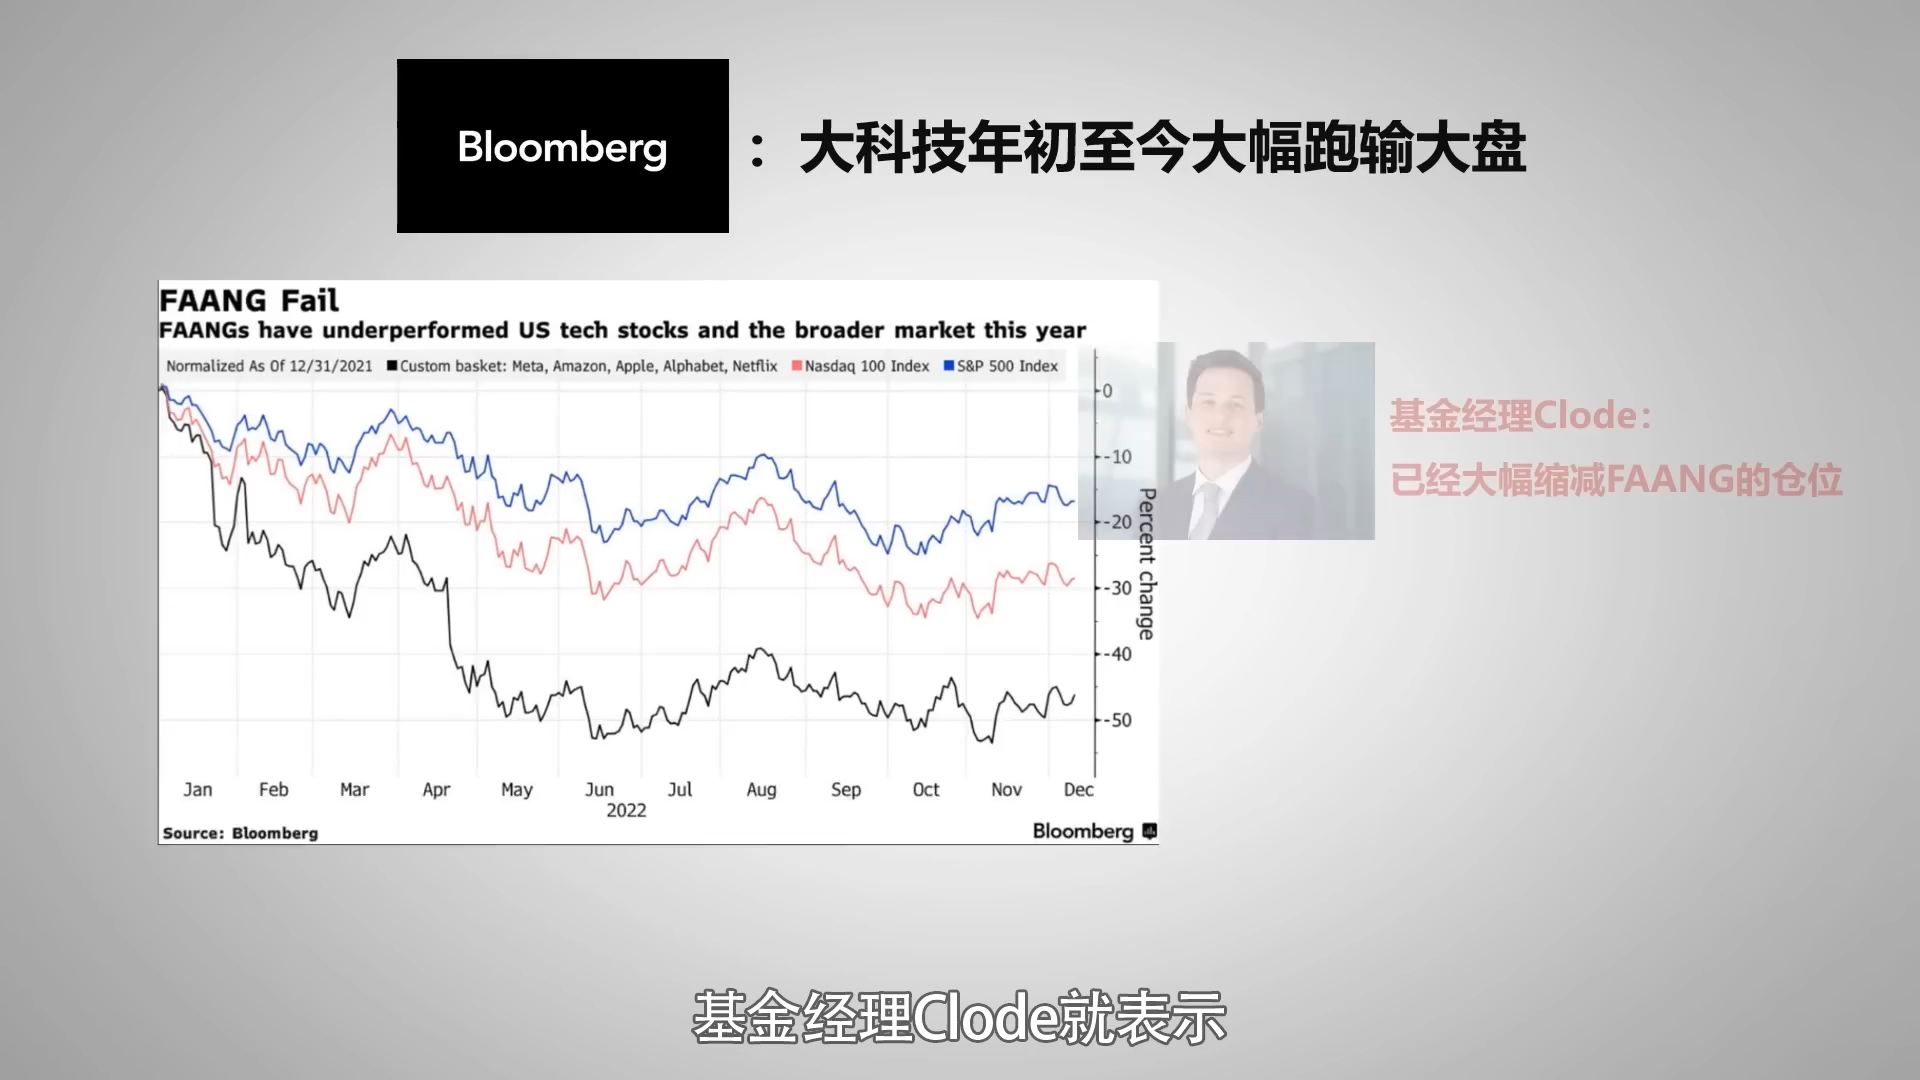 Bloomberg
：大科技年初至今大幅跑输大盘
FAANG Fail
FAANGs have underperformed US tech stocks and the broader market this year
Normalized As Of 12/31/2021 Custom basket: Meta, Amazon, Apple, Alphabet, Netflix Nasdaq 100 Index S&P 500 Index
0
-10
-20
-30
-40
-50
Percent change
基金经理Clode：
已经大幅缩减FAANG的仓位
Jan Feb Mar Apr May Jun Jul Aug Sep Oct Nov Dec
2022
Source: Bloomberg
Bloomberg
基金经理Clode就表示